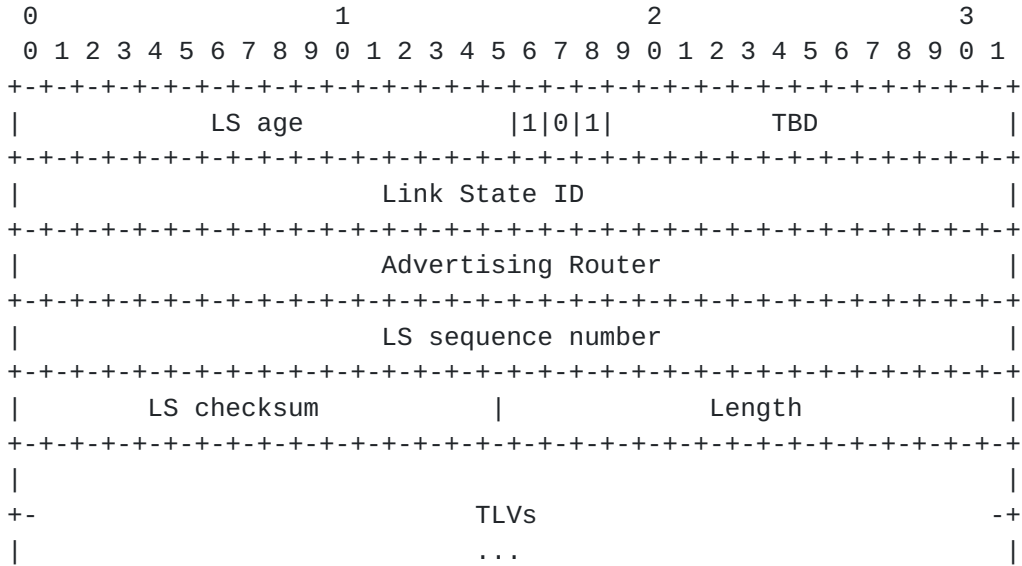 0                   1                   2                   3
 0 1 2 3 4 5 6 7 8 9 0 1 2 3 4 5 6 7 8 9 0 1 2 3 4 5 6 7 8 9 0 1
+-+-+-+-+-+-+-+-+-+-+-+-+-+-+-+-+-+-+-+-+-+-+-+-+-+-+-+-+-+-+-+-+
|            LS age             |1|0|1|          TBD            |
+-+-+-+-+-+-+-+-+-+-+-+-+-+-+-+-+-+-+-+-+-+-+-+-+-+-+-+-+-+-+-+-+
|                       Link State ID                           |
+-+-+-+-+-+-+-+-+-+-+-+-+-+-+-+-+-+-+-+-+-+-+-+-+-+-+-+-+-+-+-+-+
|                       Advertising Router                      |
+-+-+-+-+-+-+-+-+-+-+-+-+-+-+-+-+-+-+-+-+-+-+-+-+-+-+-+-+-+-+-+-+
|                       LS sequence number                      |
+-+-+-+-+-+-+-+-+-+-+-+-+-+-+-+-+-+-+-+-+-+-+-+-+-+-+-+-+-+-+-+-+
|        LS checksum           |             Length             |
+-+-+-+-+-+-+-+-+-+-+-+-+-+-+-+-+-+-+-+-+-+-+-+-+-+-+-+-+-+-+-+-+
|                                                               |
+-                            TLVs                             -+
|                             ...                               |